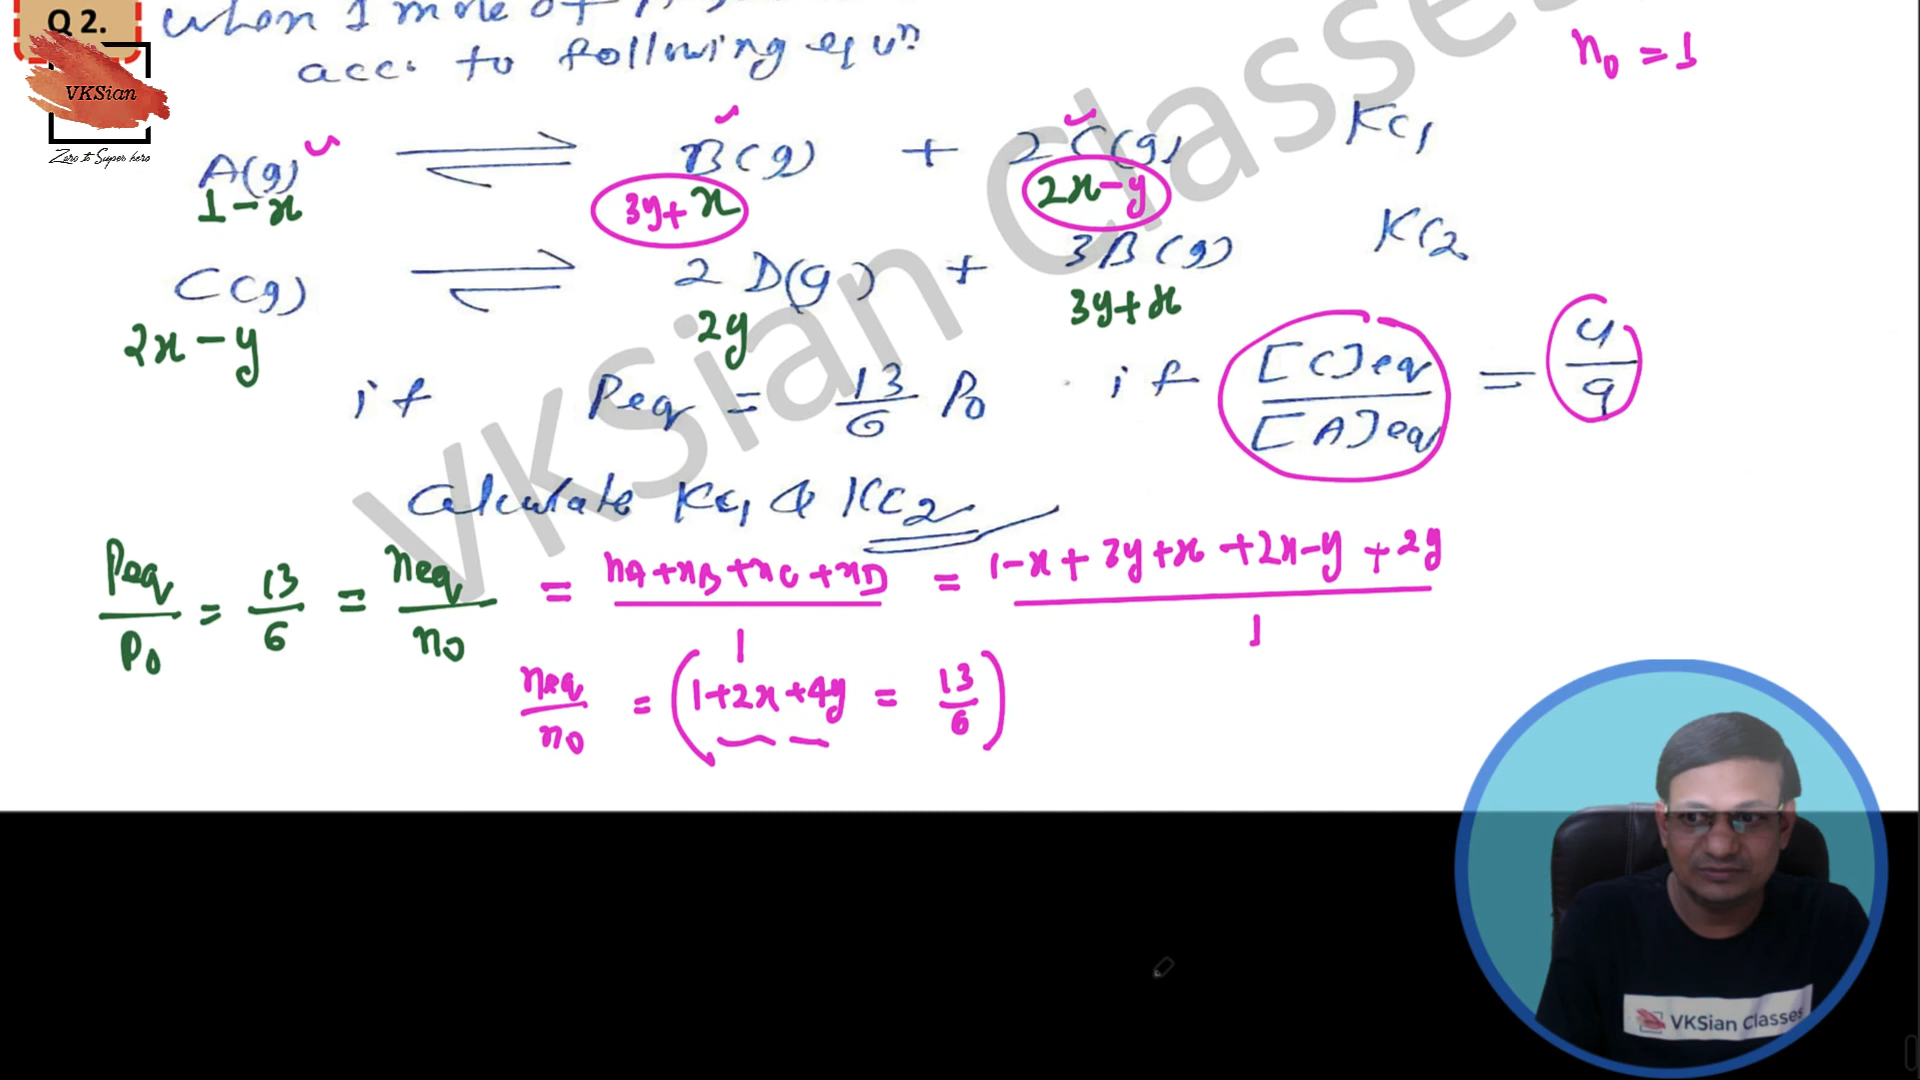 Q 2.
when 1 mole of
acc. to following equn
n0 = 1
VKSian
Zero to Super hero
A(g) ⇌ B(g) + 2C(g) Kc1
1-x 3y+x 2x-y
C(g) ⇌ 2D(g) + 3B(g) Kc2
2x-y 2y 3y+x
if Peq = 13/6 P0 . if [C]eq/[A]eq = 4/9
VKSian Classes
Calculate Kc1 & Kc2
Peq/P0 = 13/6 = neq/n0 = nA+nB+nC+nD/1 = 1-x+3y+x+2x-y+2y/1
neq/n0 = (1+2x+4y = 13/6)
VKSian Classes